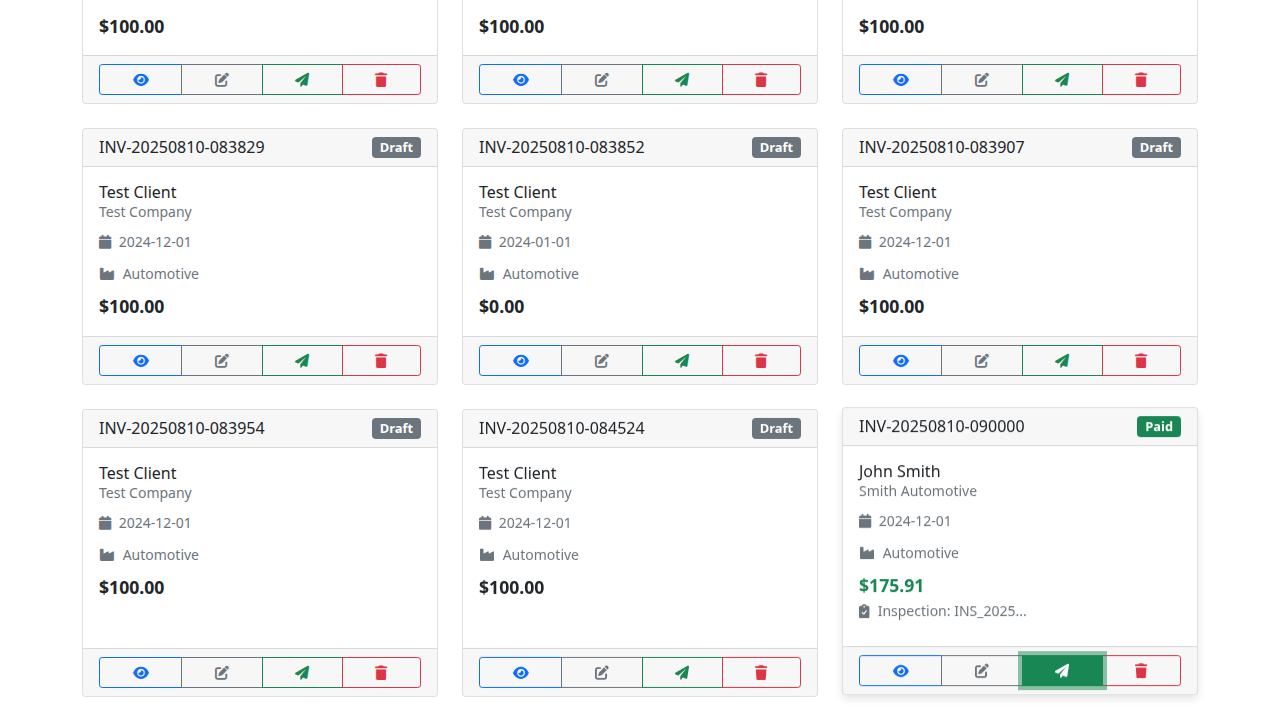 $100.00
$100.00
$100.00
INV-20250810-083829 Draft
Test Client
Test Company
2024-12-01
Automotive
$100.00
INV-20250810-083852 Draft
Test Client
Test Company
2024-01-01
Automotive
$0.00
INV-20250810-083907 Draft
Test Client
Test Company
2024-12-01
Automotive
$100.00
INV-20250810-083954 Draft
Test Client
Test Company
2024-12-01
Automotive
$100.00
INV-20250810-084524 Draft
Test Client
Test Company
2024-12-01
Automotive
$100.00
INV-20250810-090000 Paid
John Smith
Smith Automotive
2024-12-01
Automotive
$175.91
Inspection: INS_2025...